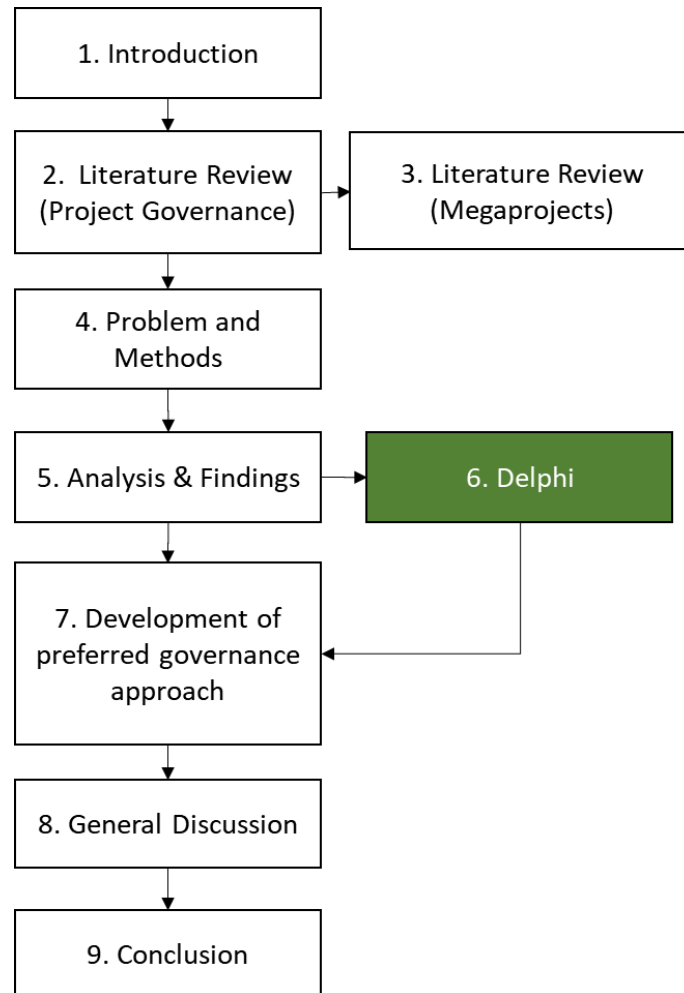 1. Introduction
2. Literature Review
(Project Governance)
3. Literature Review
(Megaprojects)
4. Problem and
Methods
5. Analysis & Findings
6. Delphi
7. Development of
preferred governance
approach
8. General Discussion
9. Conclusion